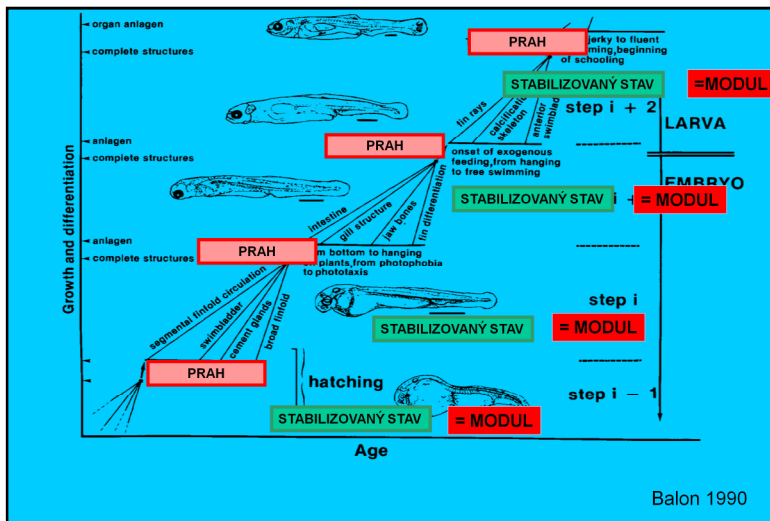 organ anlagen
complete structures
PRAH
jerky to fluent
ming,beginning
of schooling
STABILIZOVANÝ STAV
=MODUL
fin rays
calcification
skeleton
anterior
step i + 2
LARVA
anlagen
complete structures
PRAH
onset of exogenous
feeding,from hanging
to free swimming
EMBRYO
STABILIZOVANÝ STAV
= MODUL
Growth and differentiation
intestine
gill structure
jaw bones
fin differentiation
anlagen
complete structures
PRAH
m bottom to hanging
plants,from photophobia
to phototaxis
segmental finfold circulation
swimbladder
cement glands
broad finfold
step i
STABILIZOVANÝ STAV
= MODUL
PRAH
hatching
step i − 1
STABILIZOVANÝ STAV
= MODUL
Age
Balon 1990